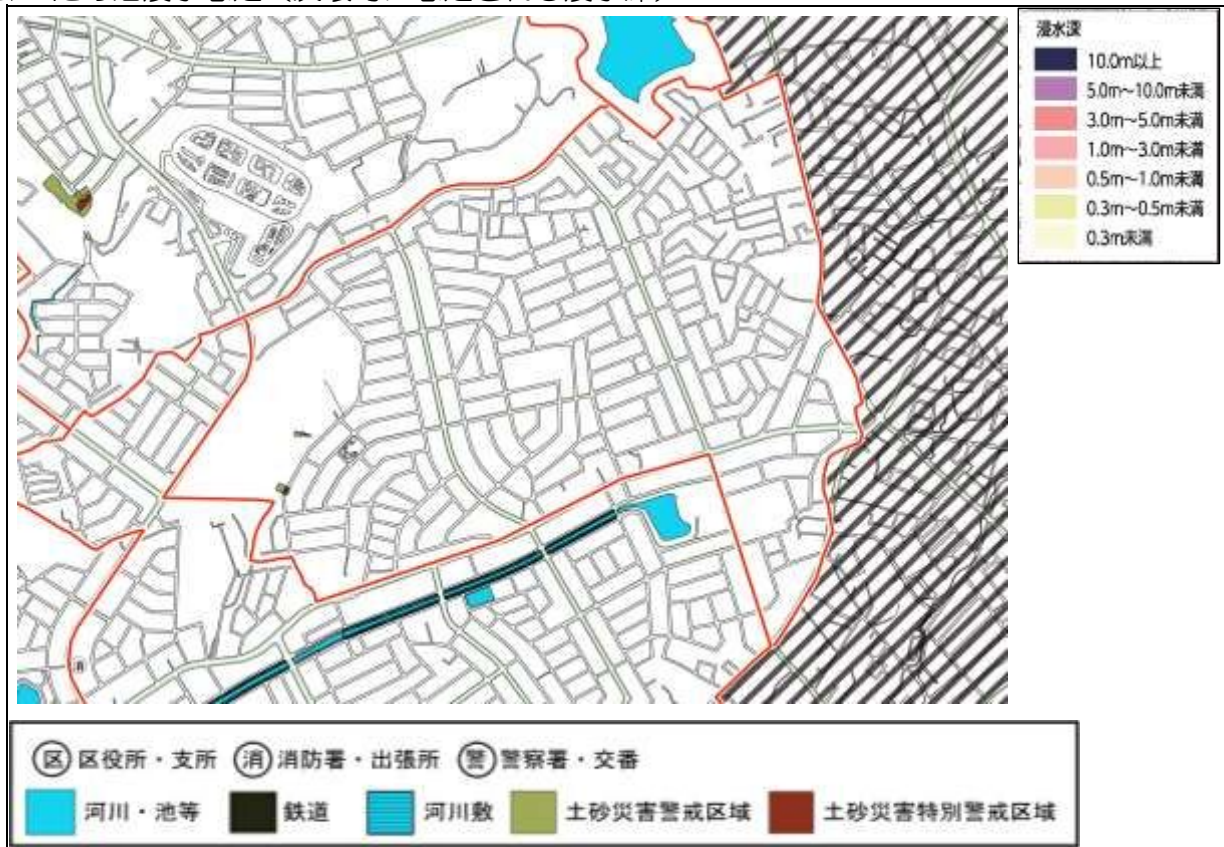 浸水深
10.0m以上
5.0m〜10.0m未満
3.0m〜5.0m未満
1.0m〜3.0m未満
0.5m〜1.0m未満
0.3m〜0.5m未満
0.3m未満
区 区役所・支所 消 消防署・出張所 警 警察署・交番
河川・池等 鉄道 河川敷 土砂災害警戒区域 土砂災害特別警戒区域